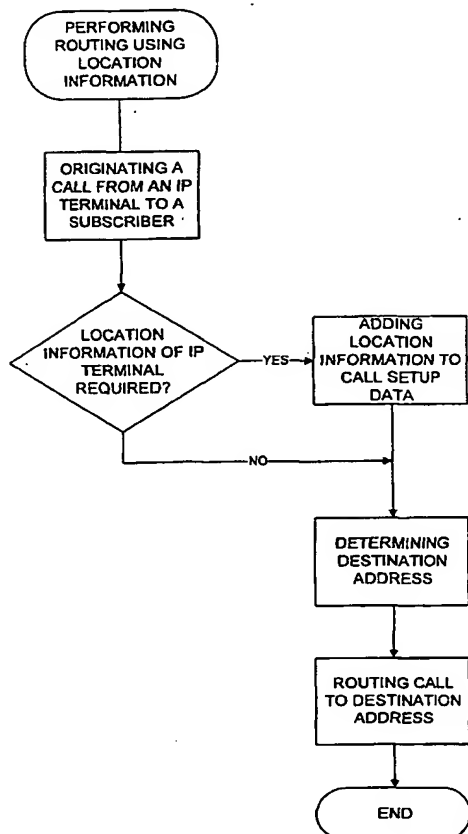 PERFORMING
ROUTING USING
LOCATION
INFORMATION
ORIGINATING A
CALL FROM AN IP
TERMINAL TO A
SUBSCRIBER
LOCATION
INFORMATION OF IP
TERMINAL
REQUIRED?
YES
ADDING
LOCATION
INFORMATION TO
CALL SETUP
DATA
NO
DETERMINING
DESTINATION
ADDRESS
ROUTING CALL
TO DESTINATION
ADDRESS
END